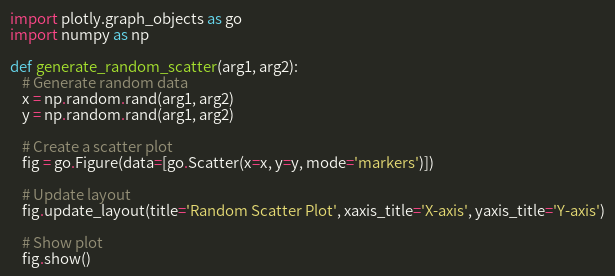 import plotly.graph_objects as go
import numpy as np
def generate_random_scatter(arg1, arg2):
# Generate random data
x = np.random.rand(arg1, arg2)
y = np.random.rand(arg1, arg2)
# Create a scatter plot
fig = go.Figure(data=[go.Scatter(x=x, y=y, mode='markers')])
# Update layout
fig.update_layout(title='Random Scatter Plot', xaxis_title='X-axis', yaxis_title='Y-axis')
# Show plot
fig.show()